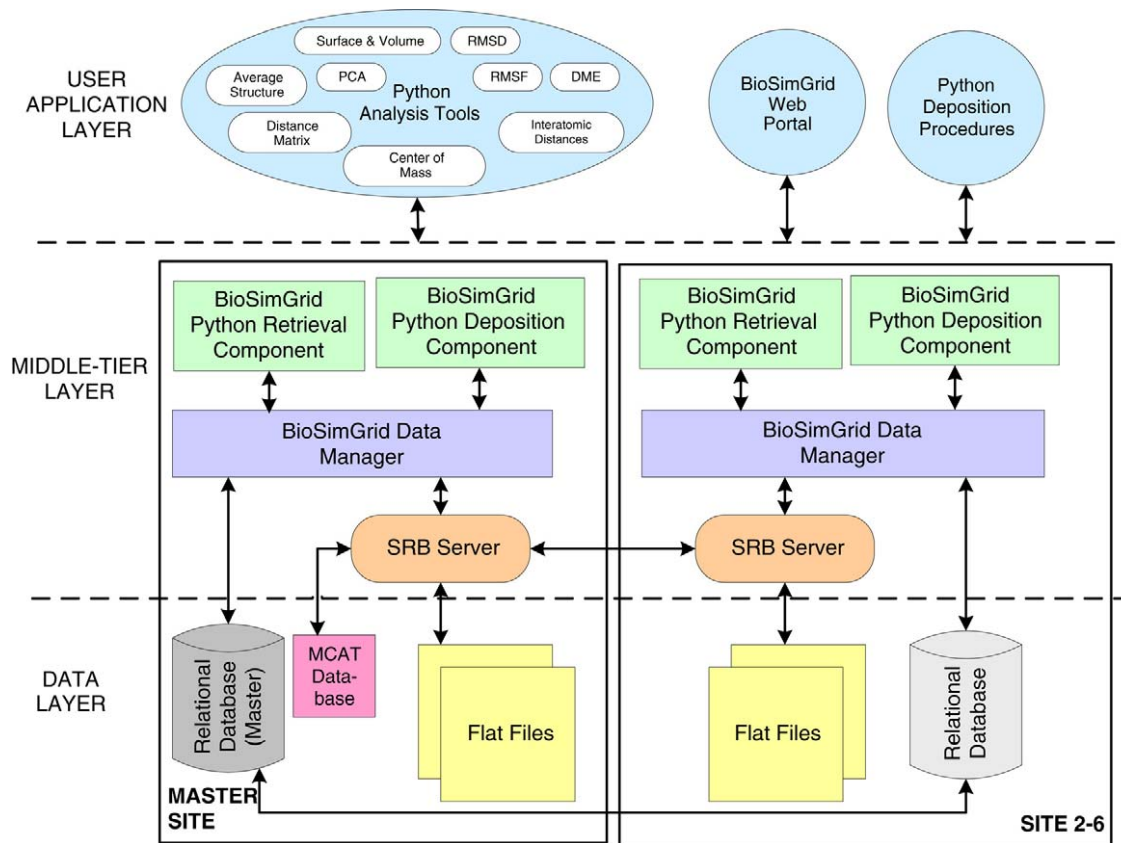 USER
APPLICATION
LAYER
Surface & Volume
RMSD
Average
Structure
PCA
RMSF
DME
Python
Analysis Tools
Distance
Matrix
Interatomic
Distances
Center of
Mass
BioSimGrid
Web
Portal
Python
Deposition
Procedures
MIDDLE-TIER
LAYER
BioSimGrid
Python Retrieval
Component
BioSimGrid
Python Deposition
Component
BioSimGrid Data
Manager
SRB Server
BioSimGrid
Python Retrieval
Component
BioSimGrid
Python Deposition
Component
BioSimGrid Data
Manager
SRB Server
DATA
LAYER
Relational
Database
(Master)
MCAT
Data-
base
Flat Files
MASTER
SITE
Flat Files
Relational
Database
SITE 2-6